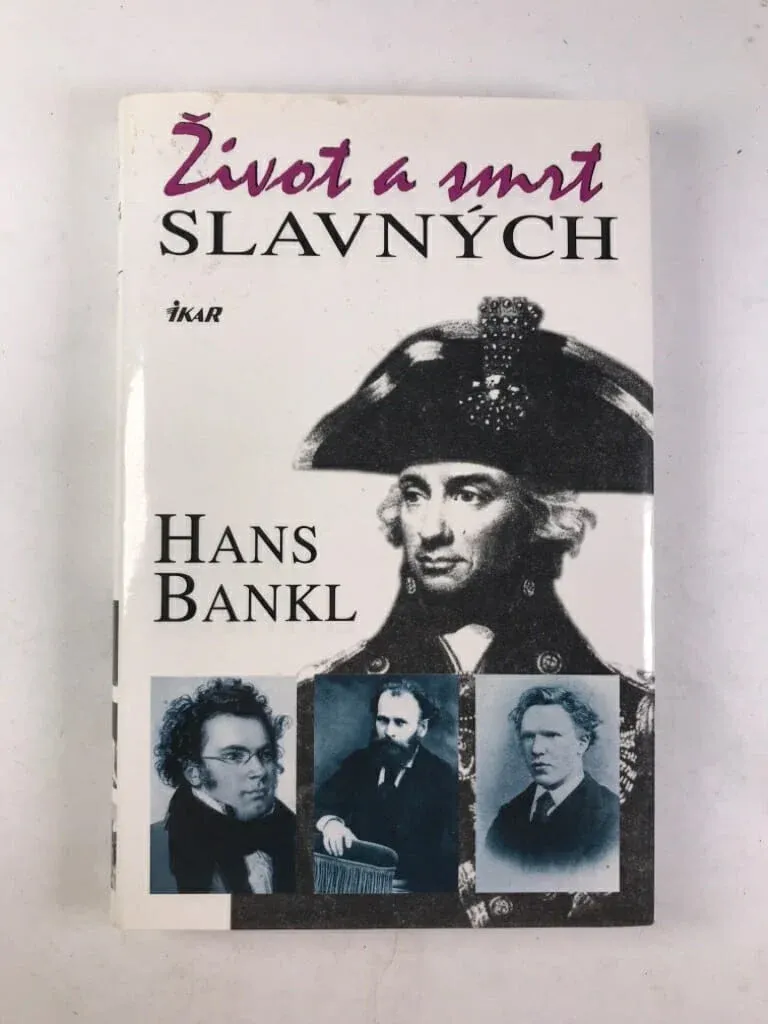 Život a smrt
SLAVNÝCH
IKAR
HANS
BANKL